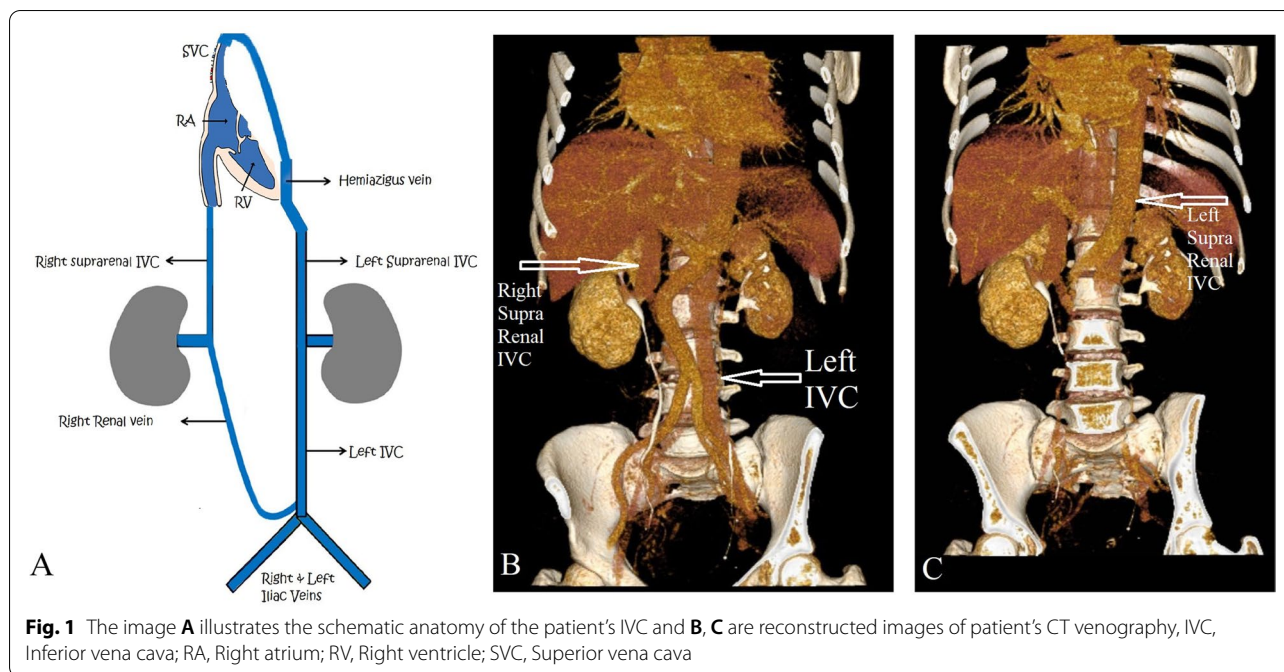 SVC
RA
RV
Hemiazigus vein
Right suprarenal IVC
Left Suprarenal IVC
Right Renal vein
Left IVC
A
Right & Left
Iliac Veins
Right
Supra
Renal
IVC
Left
IVC
B
Left
Supra
Renal
IVC
C
Fig. 1 The image A illustrates the schematic anatomy of the patient's IVC and B, C are reconstructed images of patient's CT venography, IVC,
Inferior vena cava; RA, Right atrium; RV, Right ventricle; SVC, Superior vena cava